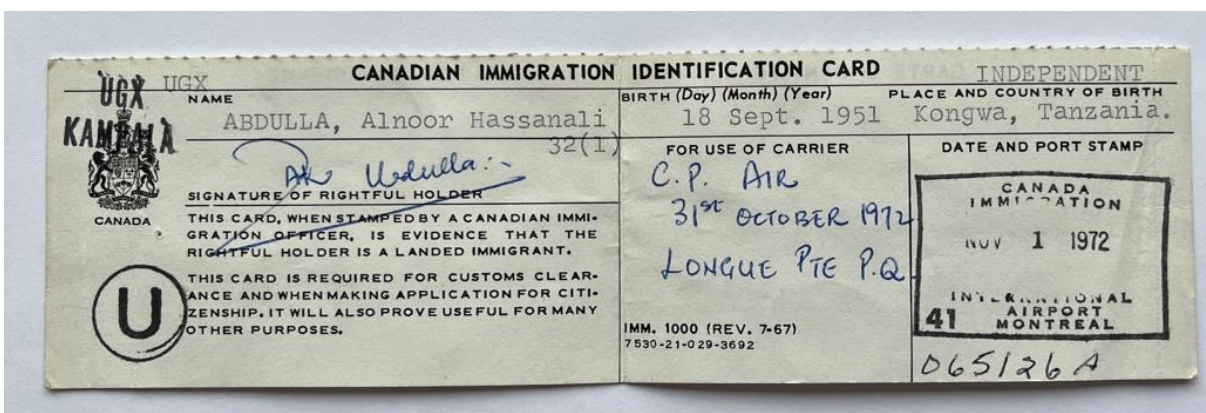 CANADIAN IMMIGRATION IDENTIFICATION CARD
UGX UGX
KAMPALA
CANADA
NAME
ABDULLA, Alnoor Hassanali
32(1)
Abdulla
SIGNATURE OF RIGHTFUL HOLDER
THIS CARD, WHEN STAMPED BY A CANADIAN IMMI-
GRATION OFFICER, IS EVIDENCE THAT THE
RIGHTFUL HOLDER IS A LANDED IMMIGRANT.
THIS CARD IS REQUIRED FOR CUSTOMS CLEAR-
ANCE AND WHEN MAKING APPLICATION FOR CITI-
ZENSHIP. IT WILL ALSO PROVE USEFUL FOR MANY
OTHER PURPOSES.
U
BIRTH (Day) (Month) (Year)
18 Sept. 1951
INDEPENDENT
PLACE AND COUNTRY OF BIRTH
Kongwa, Tanzania.
FOR USE OF CARRIER
C.P. AIR
31st OCTOBER 1972
LONGUE PTE P.Q
IMM. 1000 (REV. 7-67)
7530-21-029-3692
DATE AND PORT STAMP
CANADA
IMMIGRATION
NOV 1 1972
INTERNATIONAL
AIRPORT
41 MONTREAL
065126 A